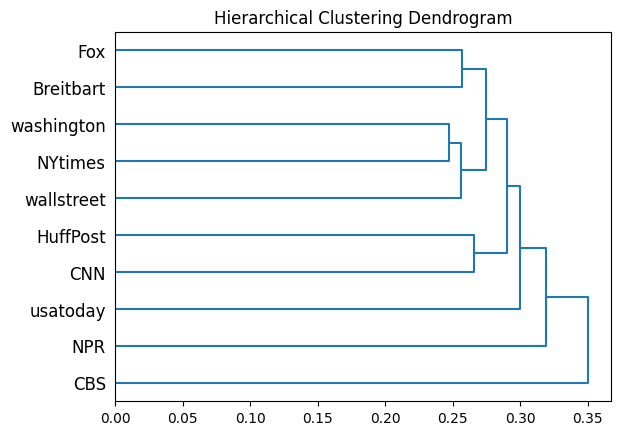 Hierarchical Clustering Dendrogram
Fox
Breitbart
washington
NYtimes
wallstreet
HuffPost
CNN
usatoday
NPR
CBS
0.00 0.05 0.10 0.15 0.20 0.25 0.30 0.35